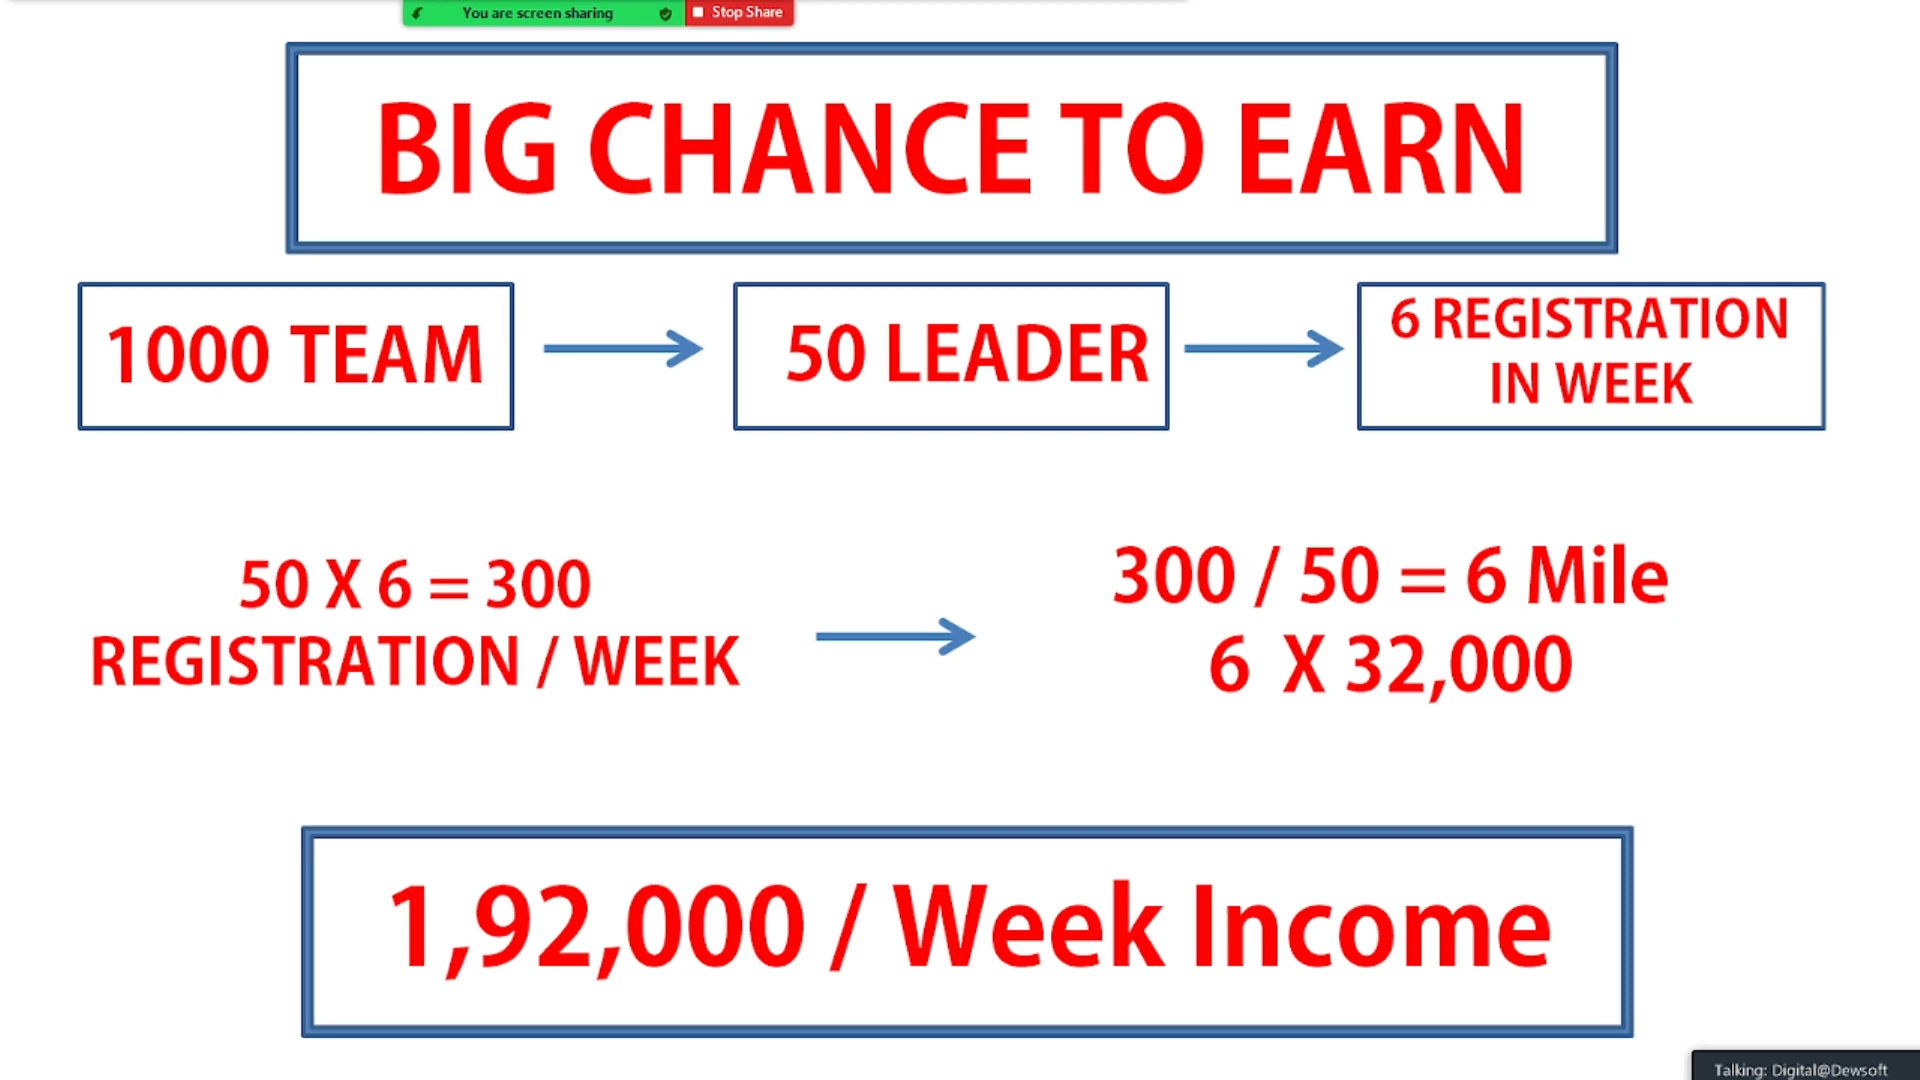 You are screen sharing
Stop Share
BIG CHANCE TO EARN
1000 TEAM
50 LEADER
6 REGISTRATION
IN WEEK
50 X 6 = 300
REGISTRATION / WEEK
300 / 50 = 6 Mile
6 X 32,000
1,92,000 / Week Income
Talking: Digital@Dewsoft